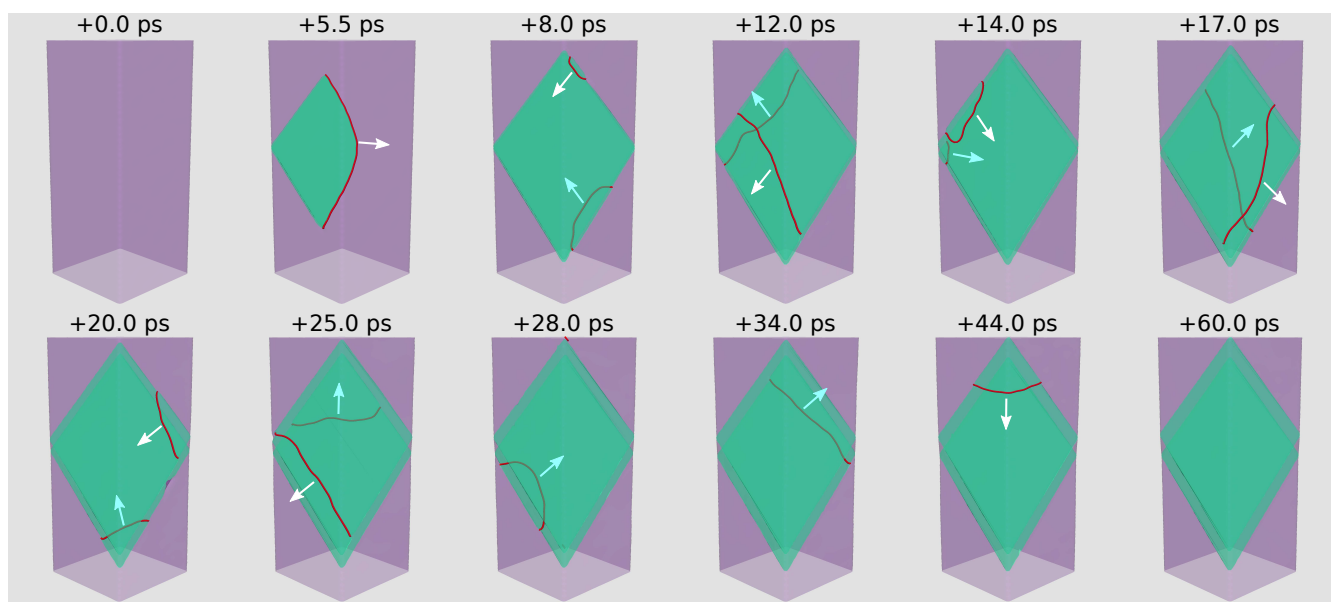 +0.0 ps
+5.5 ps
+8.0 ps
+12.0 ps
+14.0 ps
+17.0 ps
+20.0 ps
+25.0 ps
+28.0 ps
+34.0 ps
+44.0 ps
+60.0 ps